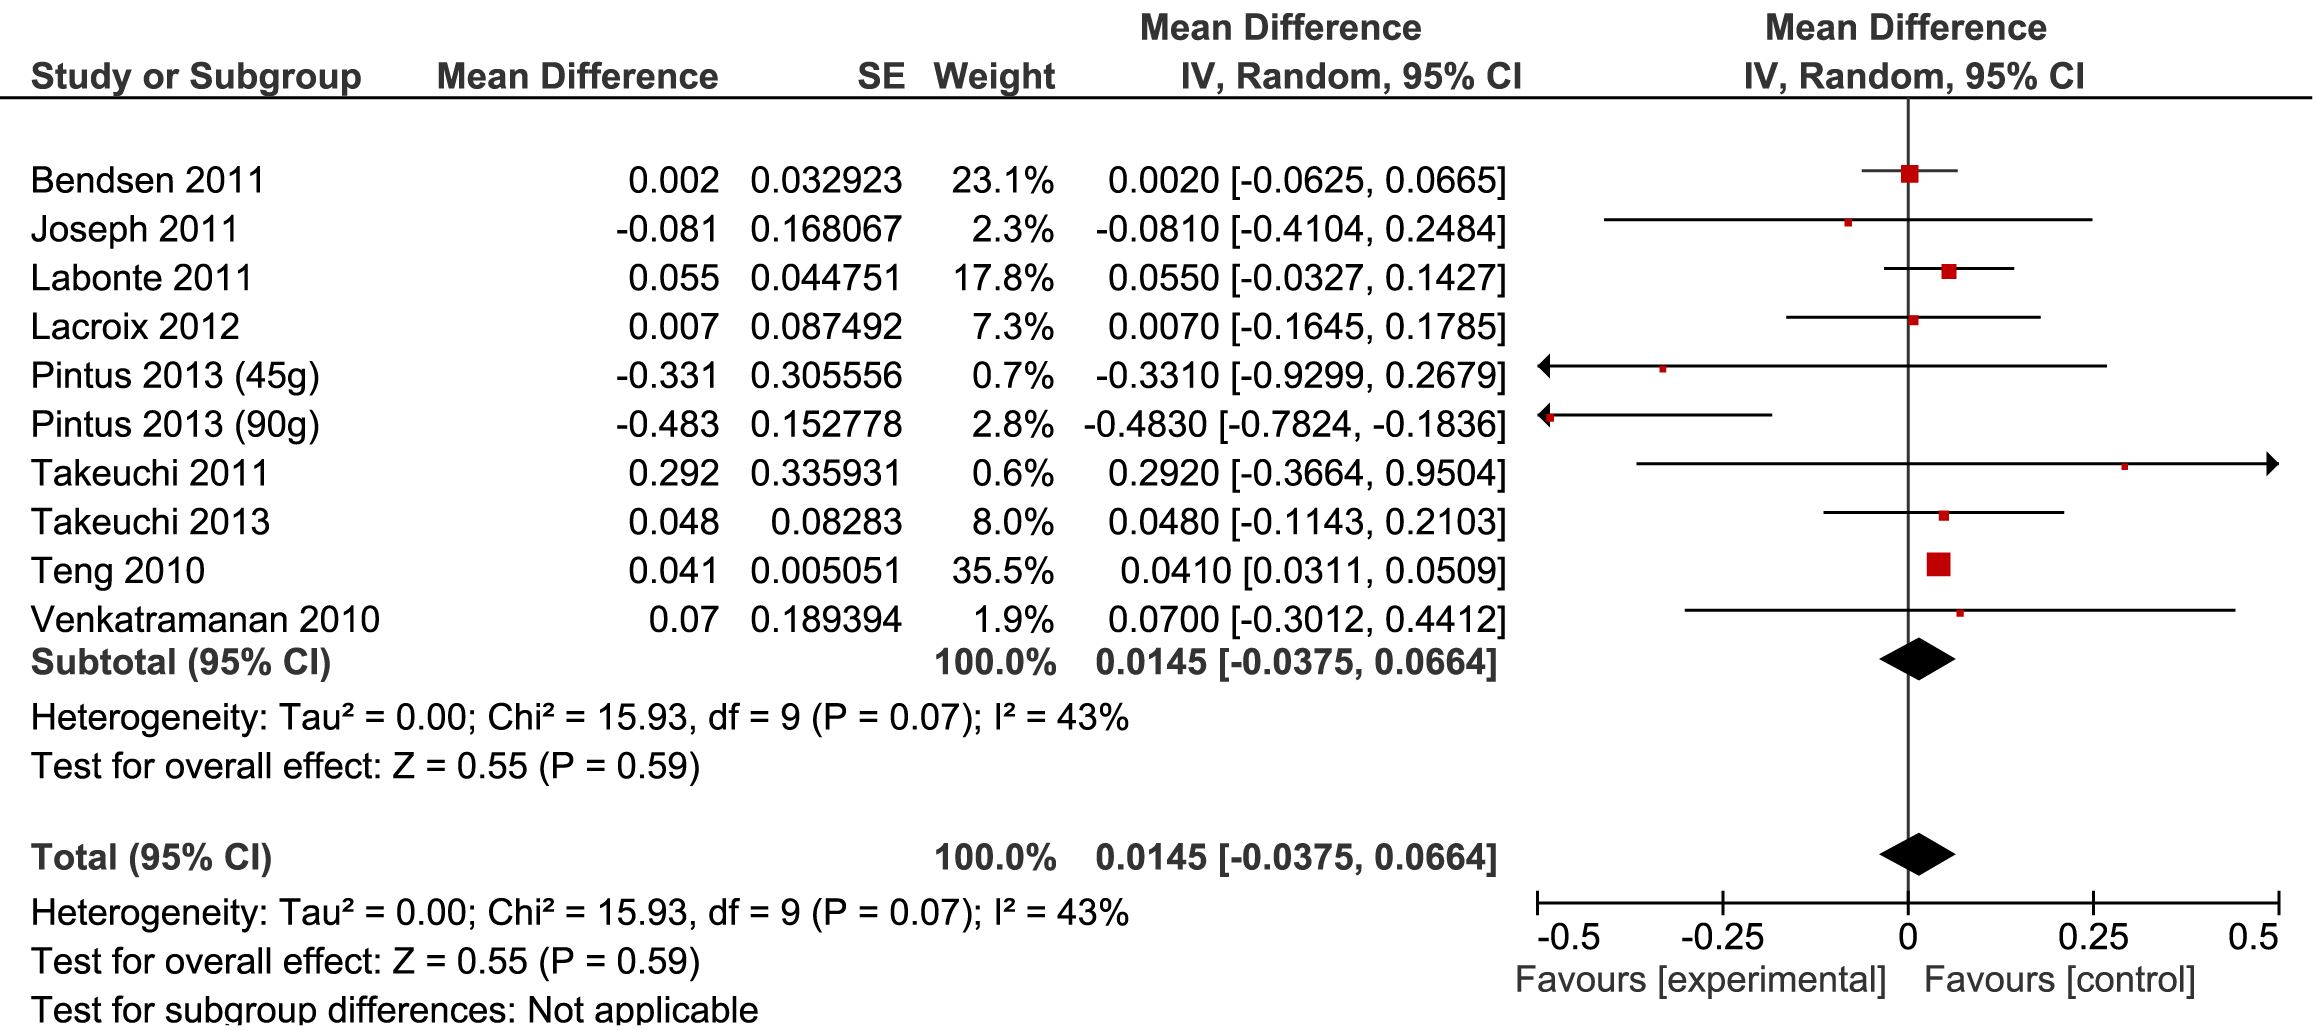 Mean Difference Mean Difference
Study or Subgroup Mean Difference SE Weight IV, Random, 95% CI IV, Random, 95% CI
Bendsen 2011 0.002 0.032923 23.1% 0.0020 [-0.0625, 0.0665]
Joseph 2011 -0.081 0.168067 2.3% -0.0810 [-0.4104, 0.2484]
Labonte 2011 0.055 0.044751 17.8% 0.0550 [-0.0327, 0.1427]
Lacroix 2012 0.007 0.087492 7.3% 0.0070 [-0.1645, 0.1785]
Pintus 2013 (45g) -0.331 0.305556 0.7% -0.3310 [-0.9299, 0.2679]
Pintus 2013 (90g) -0.483 0.152778 2.8% -0.4830 [-0.7824, -0.1836]
Takeuchi 2011 0.292 0.335931 0.6% 0.2920 [-0.3664, 0.9504]
Takeuchi 2013 0.048 0.08283 8.0% 0.0480 [-0.1143, 0.2103]
Teng 2010 0.041 0.005051 35.5% 0.0410 [0.0311, 0.0509]
Venkatramanan 2010 0.07 0.189394 1.9% 0.0700 [-0.3012, 0.4412]
Subtotal (95% CI) 100.0% 0.0145 [-0.0375, 0.0664]
Heterogeneity: Tau² = 0.00; Chi² = 15.93, df = 9 (P = 0.07); I² = 43%
Test for overall effect: Z = 0.55 (P = 0.59)
Total (95% CI) 100.0% 0.0145 [-0.0375, 0.0664]
Heterogeneity: Tau² = 0.00; Chi² = 15.93, df = 9 (P = 0.07); I² = 43%
-0.5 -0.25 0 0.25 0.5
Test for overall effect: Z = 0.55 (P = 0.59)
Favours [experimental] Favours [control]
Test for subgroup differences: Not applicable